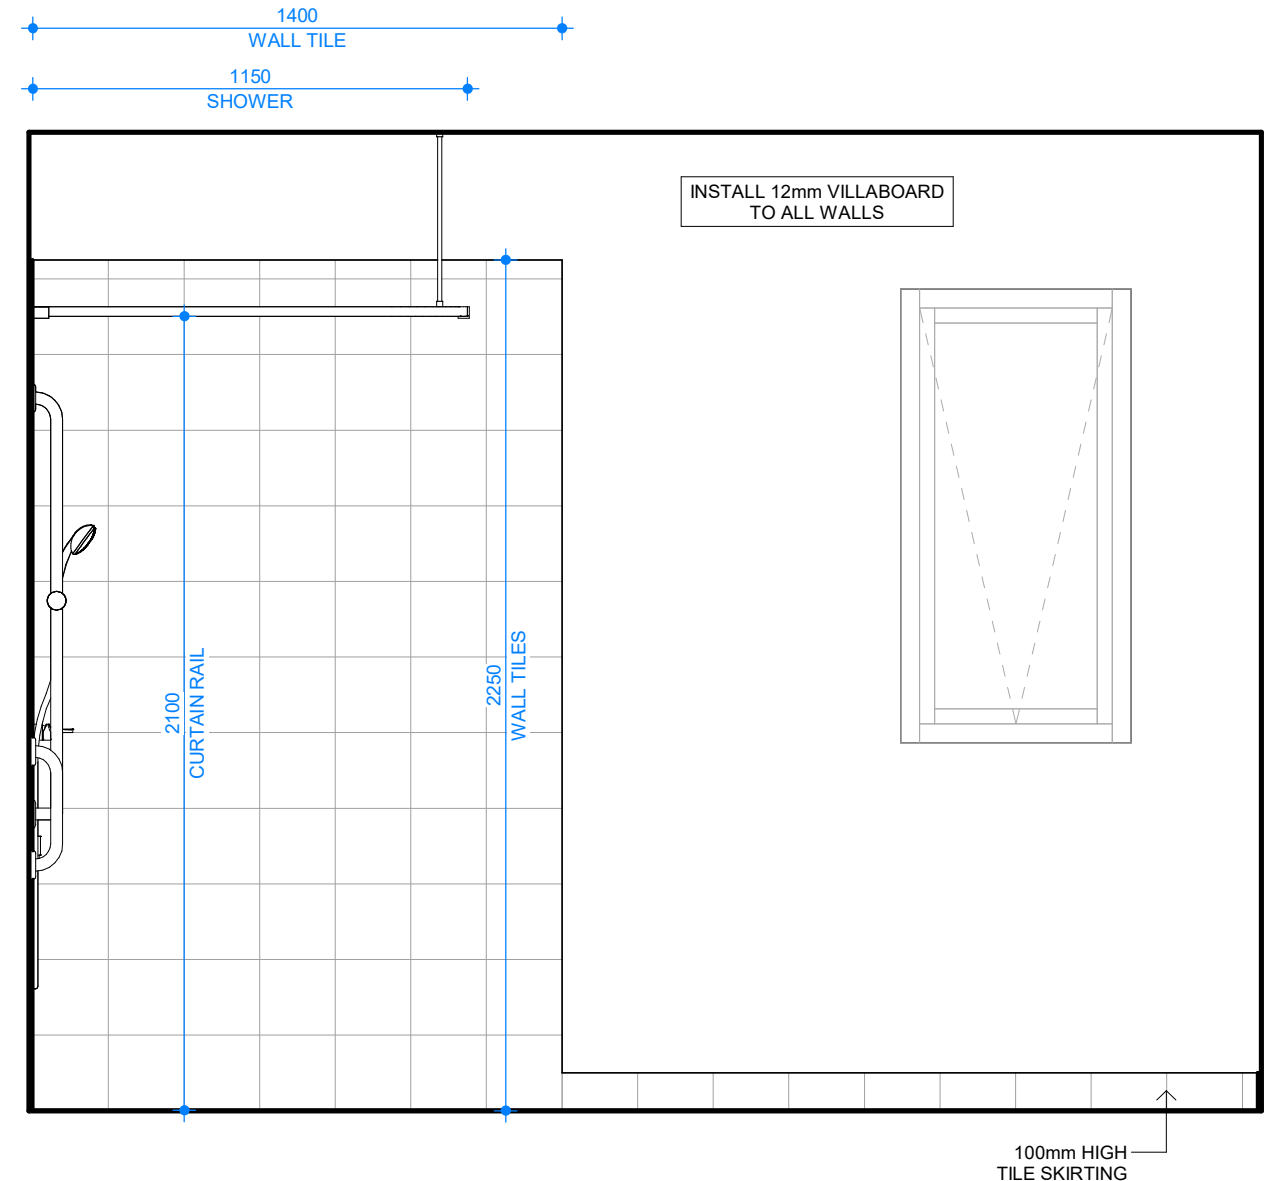 1400
WALL TILE
1150
SHOWER
INSTALL 12mm VILLABOARD
TO ALL WALLS
2100
CURTAIN RAIL
2250
WALL TILES
100mm HIGH
TILE SKIRTING